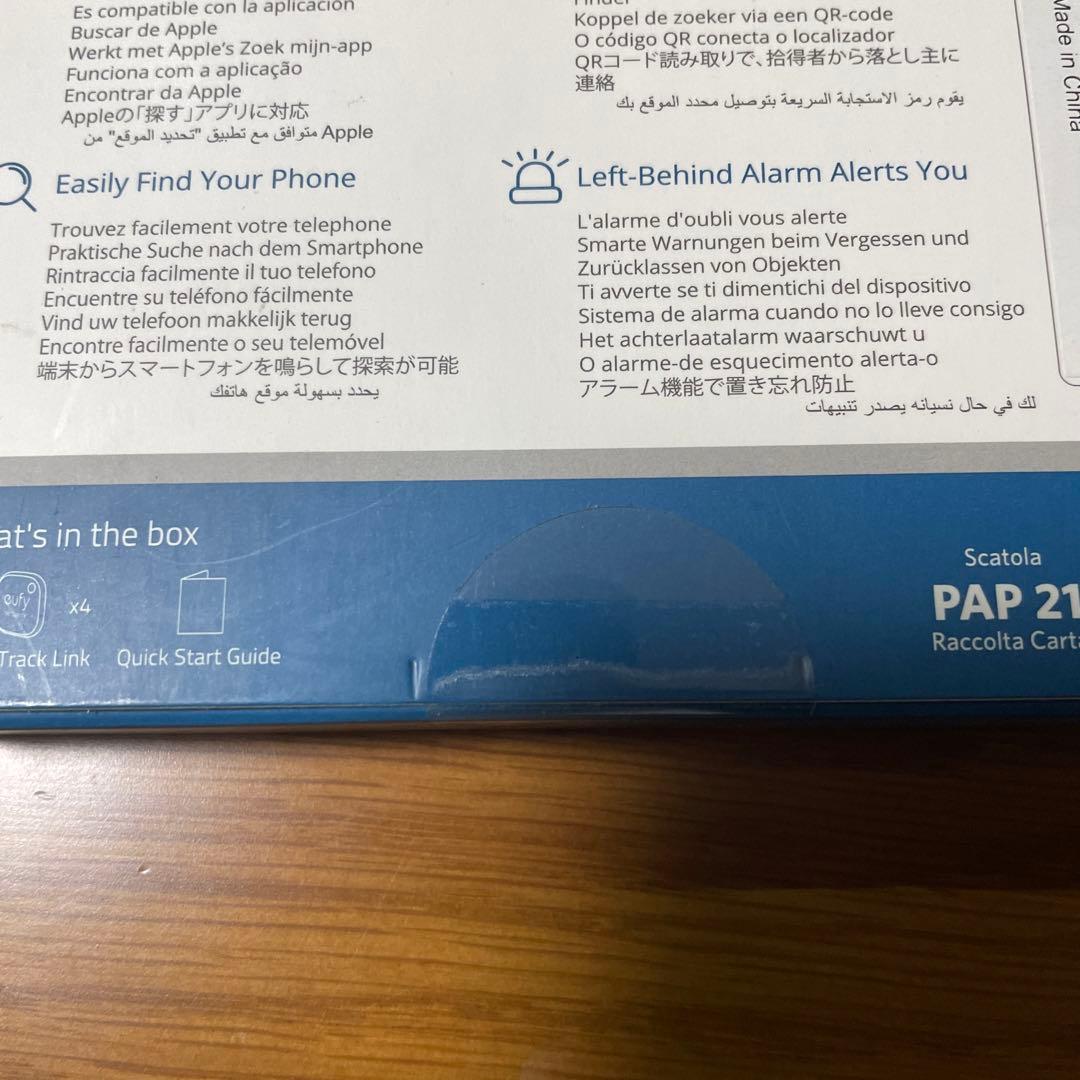 Es compatible con la aplicación
Buscar de Apple
Werkt met Apple's Zoek mijn-app
Funciona com a aplicação
Encontrar da Apple
Appleの「探す」アプリに対応
متوافق مع تطبيق "تحديد الموقع" من Apple
Koppel de zoeker via een QR-code
O código QR conecta o localizador
QRコード読み取りで、拾得者から落とし主に
連絡
يقوم رمز الاستجابة السريعة بتوصيل محدد الموقع بك
Made in China
Easily Find Your Phone
Trouvez facilement votre telephone
Praktische Suche nach dem Smartphone
Rintraccia facilmente il tuo telefono
Encuentre su teléfono fácilmente
Vind uw telefoon makkelijk terug
Encontre facilmente o seu telemóvel
端末からスマートフォンを鳴らして探索が可能
يحدد بسهولة موقع هاتفك
Left-Behind Alarm Alerts You
L'alarme d'oubli vous alerte
Smarte Warnungen beim Vergessen und
Zurücklassen von Objekten
Ti avverte se ti dimentichi del dispositivo
Sistema de alarma cuando no lo lleve consigo
Het achterlaatalarm waarschuwt u
O alarme-de esquecimento alerta-o
アラーム機能で置き忘れ防止
لك في حال نسيانه يصدر تنبيهات
at's in the box
eufy
x4
Track Link
Quick Start Guide
Scatola
PAP 21
Raccolta Carta